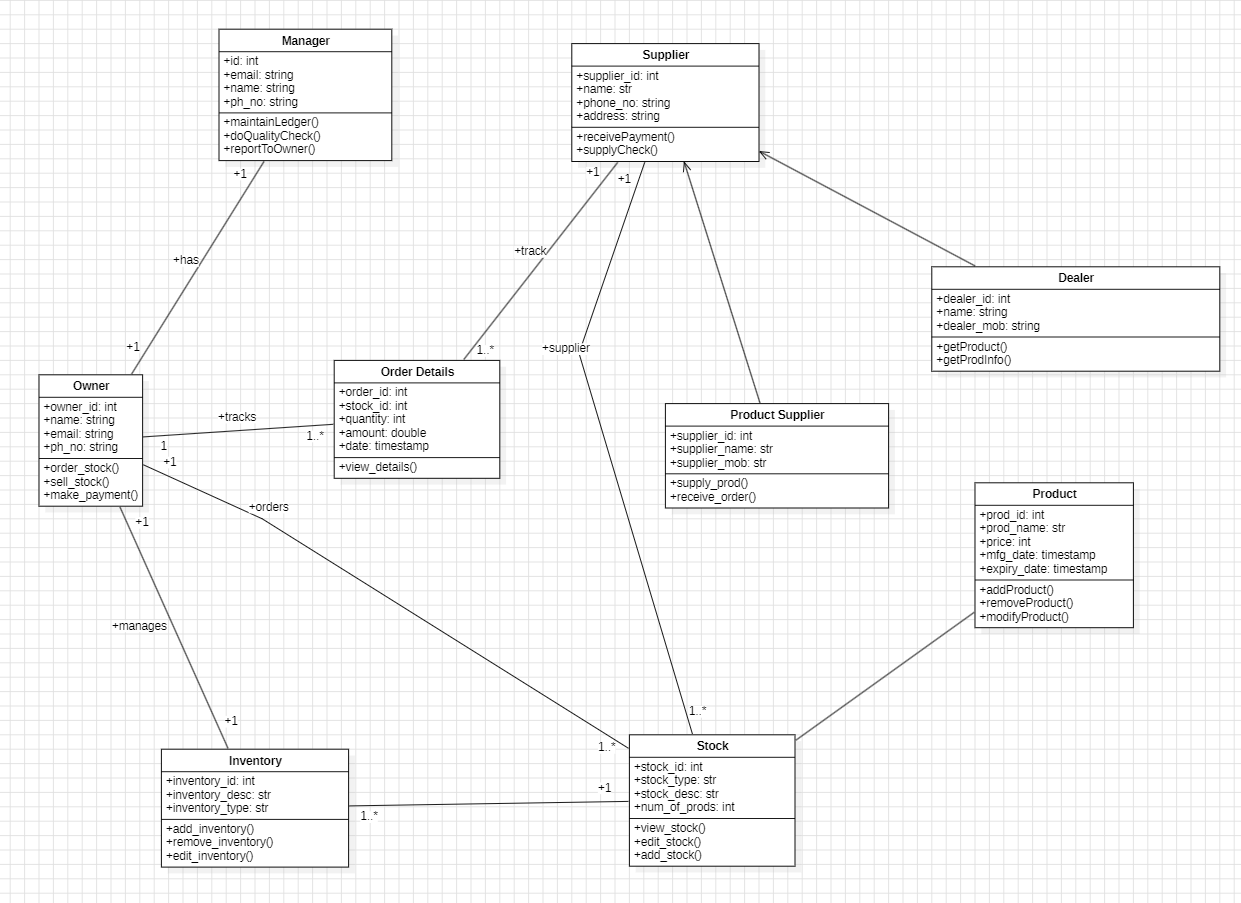 Manager
+id: int
+email: string
+name: string
+ph_no: string
+maintainLedger()
+doQualityCheck()
+reportToOwner()
Supplier
+supplier_id: int
+name: str
+phone_no: string
+address: string
+receivePayment()
+supplyCheck()
+1
+1
+1
+has
+track
Dealer
+dealer_id: int
+name: string
+dealer_mob: string
+getProduct()
+getProdInfo()
+1
1..*
+supplier
Owner
+owner_id: int
+name: string
+email: string
+ph_no: string
+order_stock()
+sell_stock()
+make_payment()
Order Details
+order_id: int
+stock_id: int
+quantity: int
+amount: double
+date: timestamp
+view_details()
+tracks
1
1..*
+1
Product Supplier
+supplier_id: int
+supplier_name: str
+supplier_mob: str
+supply_prod()
+receive_order()
+orders
+1
Product
+prod_id: int
+prod_name: str
+price: int
+mfg_date: timestamp
+expiry_date: timestamp
+addProduct()
+removeProduct()
+modifyProduct()
+manages
+1
1..*
1..*
Inventory
+inventory_id: int
+inventory_desc: str
+inventory_type: str
+add_inventory()
+remove_inventory()
+edit_inventory()
1..*
+1
Stock
+stock_id: int
+stock_type: str
+stock_desc: str
+num_of_prods: int
+view_stock()
+edit_stock()
+add_stock()